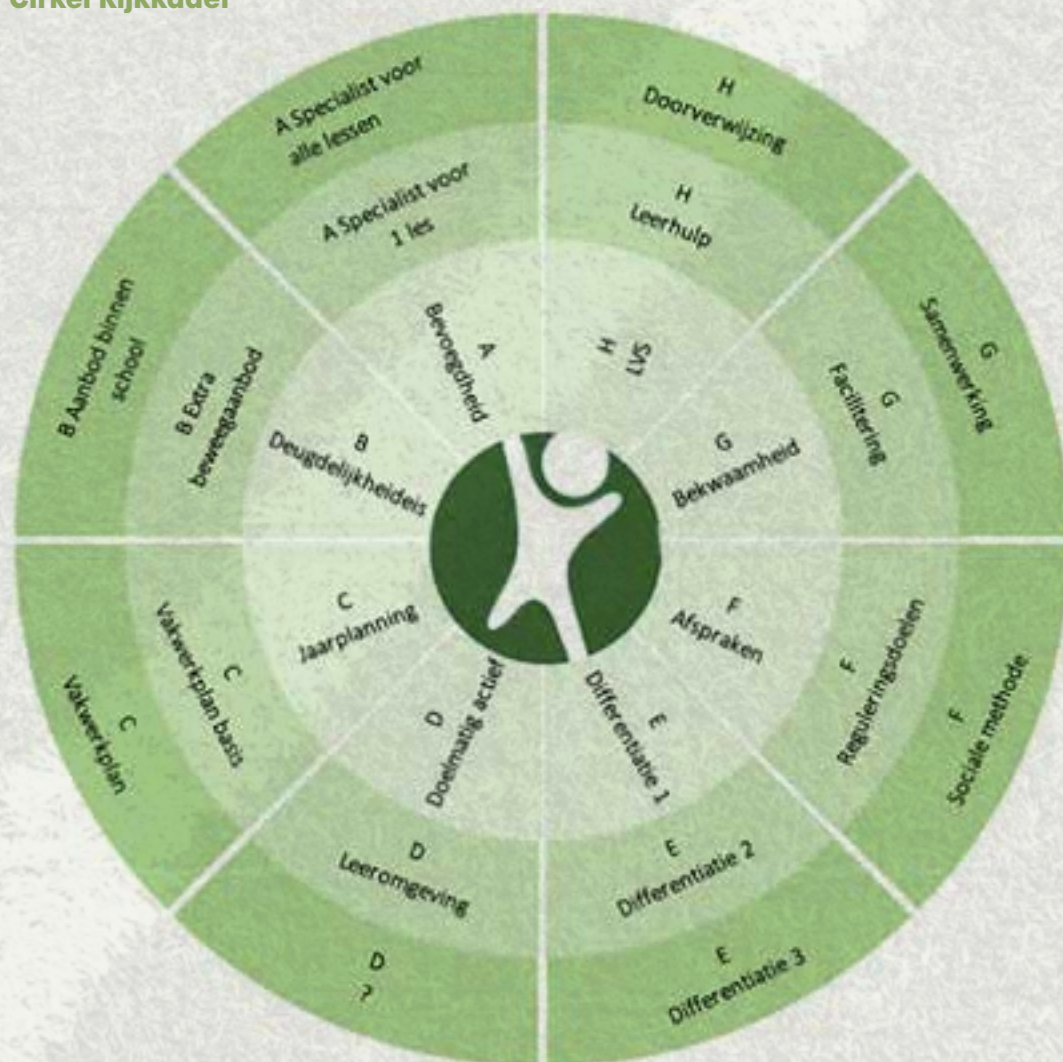 Cirkel Kijkkader
A Specialist voor
alle lessen
A Specialist voor
1 les
A
Bevoegdheid
B Aanbod binnen
school
B Extra
beweegaanbod
B
Deugdelijkheideis
C
Vakwerkplan
C
Vakwerkplan basis
C
Jaarplanning
D
?
D
Leeromgeving
D
Doelmatig actief
E
Differentiatie 3
E
Differentiatie 2
E
Differentiatie 1
F
Sociale methode
F
Reguleringsdoelen
F
Afspraken
G
Samenwerking
G
Facilitering
G
Bekwaamheid
H
Doorverwijzing
H
Leerhulp
H
LVS